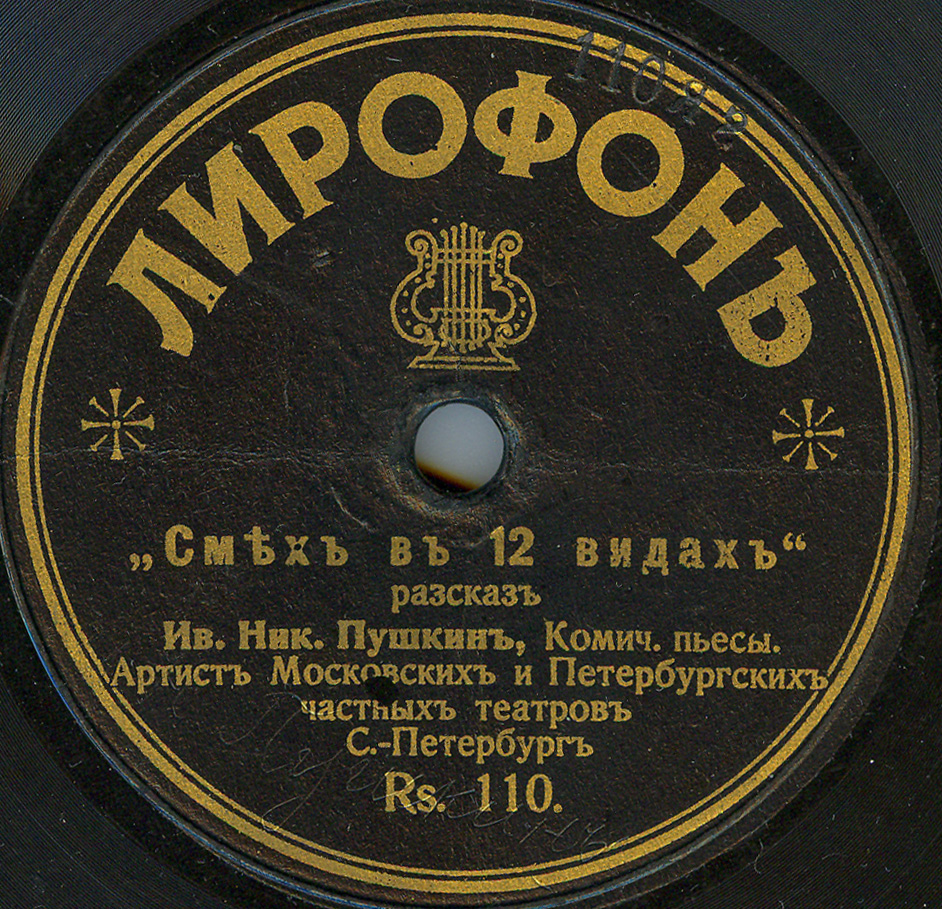 ЛИРОФОНЪ
„Смѣхъ въ 12 видахъ“
разсказъ
Ив. Ник. Пушкинъ, Комич. пьесы.
Артистъ Московскихъ и Петербургскихъ
частныхъ театровъ
С.-Петербургъ
Rs. 110.